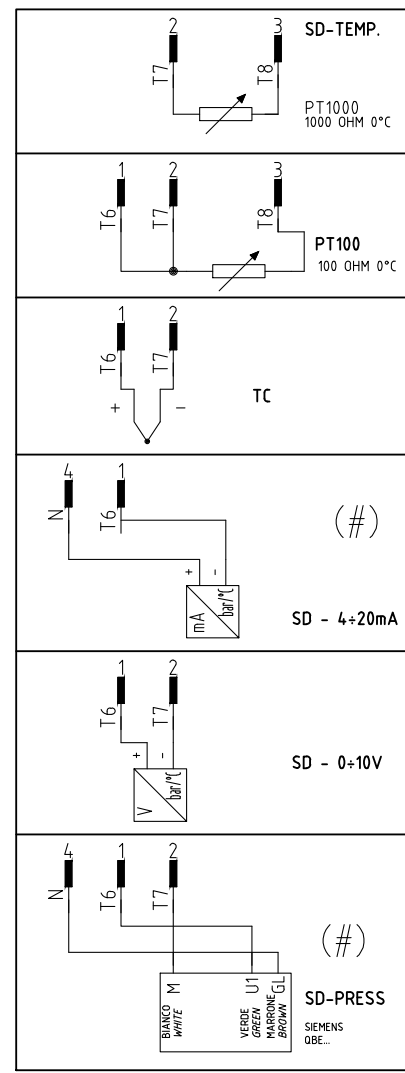 2 3 SD-TEMP.
T7 T8
PT1000
1000 OHM 0°C
1 2 3
T6 T7 T8
PT100
100 OHM 0°C
1 2
T6 T7
+ -
TC
4 1
N T6
(#)
+ -
mA bar/°C
SD - 4÷20mA
1 2
T6 T7
+ -
V bar/°C
SD - 0÷10V
4 1 2
N T6 T7
(#)
M U1 GL
BIANCO VERDE MARRONE
WHITE GREEN BROWN
SD-PRESS
SIEMENS
QBE...